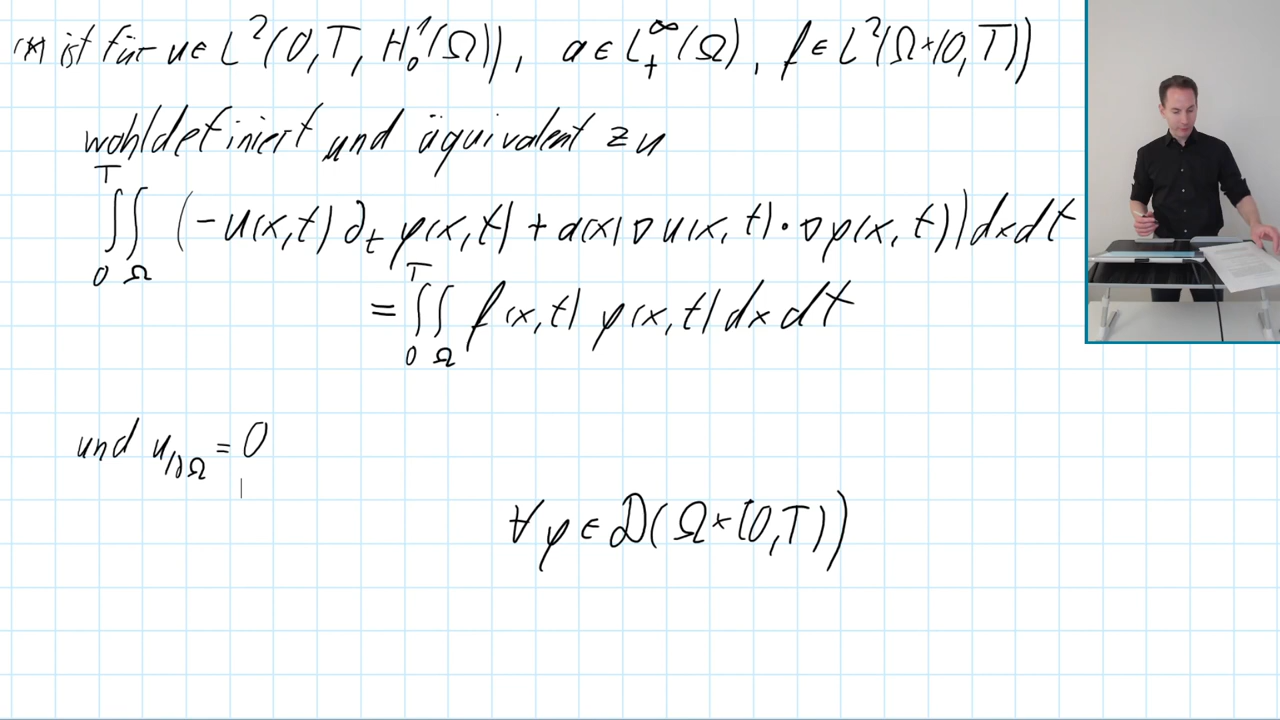 (*) ist für u ∈ L²(0,T, H₀¹(Ω)), a ∈ L₊^∞(Ω), f ∈ L²(Ω×(0,T))
wohldefiniert und äquivalent zu
∫₀ᵀ∫_Ω (-u(x,t) ∂ₜ φ(x,t) + a(x) ∇u(x,t) · ∇φ(x,t)) dx dt
= ∫₀ᵀ∫_Ω f(x,t) φ(x,t) dx dt
und u|∂Ω = 0
∀ φ ∈ 𝒟(Ω×[0,T))